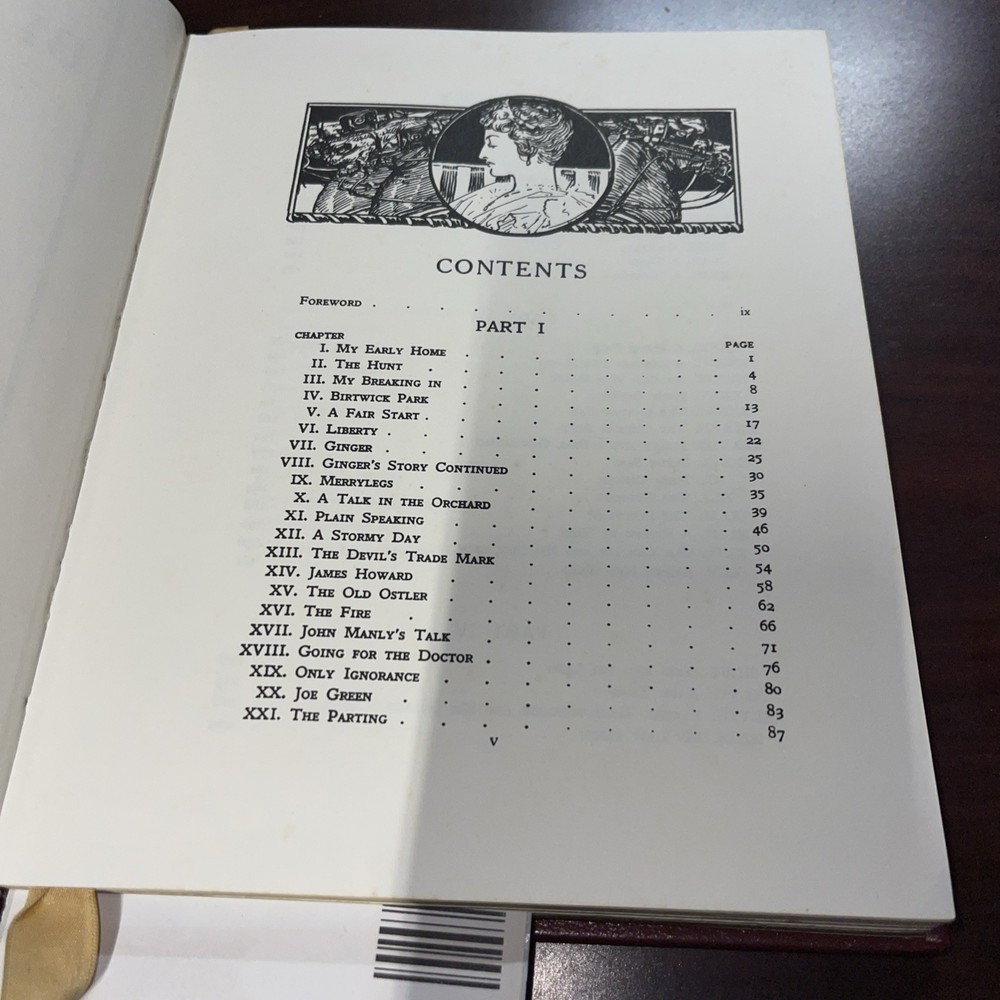 CONTENTS
Foreword . . . . . . . . . . ix
PART I
CHAPTER PAGE
I. My Early Home . . . . . . . . 1
II. The Hunt . . . . . . . . . 4
III. My Breaking in . . . . . . . . 8
IV. Birtwick Park . . . . . . . . 13
V. A Fair Start . . . . . . . . . 17
VI. Liberty . . . . . . . . . . 22
VII. Ginger . . . . . . . . . . 25
VIII. Ginger's Story Continued . . . . . . 30
IX. Merrylegs . . . . . . . . . 35
X. A Talk in the Orchard . . . . . . . 39
XI. Plain Speaking . . . . . . . . 46
XII. A Stormy Day . . . . . . . . 50
XIII. The Devil's Trade Mark . . . . . . 54
XIV. James Howard . . . . . . . . 58
XV. The Old Ostler . . . . . . . . 62
XVI. The Fire . . . . . . . . . 66
XVII. John Manly's Talk . . . . . . . 71
XVIII. Going for the Doctor . . . . . . . 76
XIX. Only Ignorance . . . . . . . . 80
XX. Joe Green . . . . . . . . . 83
XXI. The Parting . . . . . . . . . 87
v